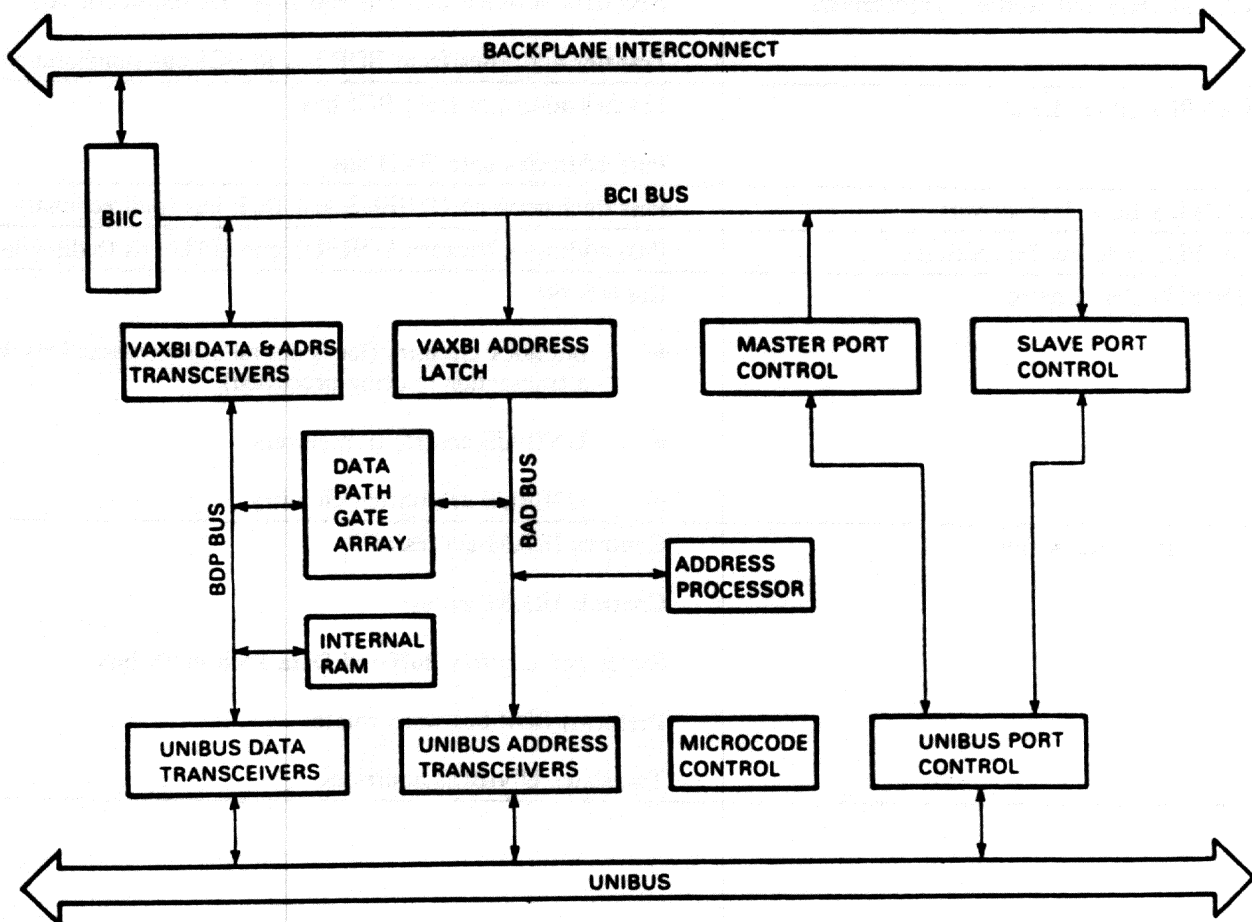 BACKPLANE INTERCONNECT
BIIC
BCI BUS
VAXBI DATA & ADRS
TRANSCEIVERS
VAXBI ADDRESS
LATCH
MASTER PORT
CONTROL
SLAVE PORT
CONTROL
DATA
PATH
GATE
ARRAY
BDP BUS
BAD BUS
ADDRESS
PROCESSOR
INTERNAL
RAM
UNIBUS DATA
TRANSCEIVERS
UNIBUS ADDRESS
TRANSCEIVERS
MICROCODE
CONTROL
UNIBUS PORT
CONTROL
UNIBUS